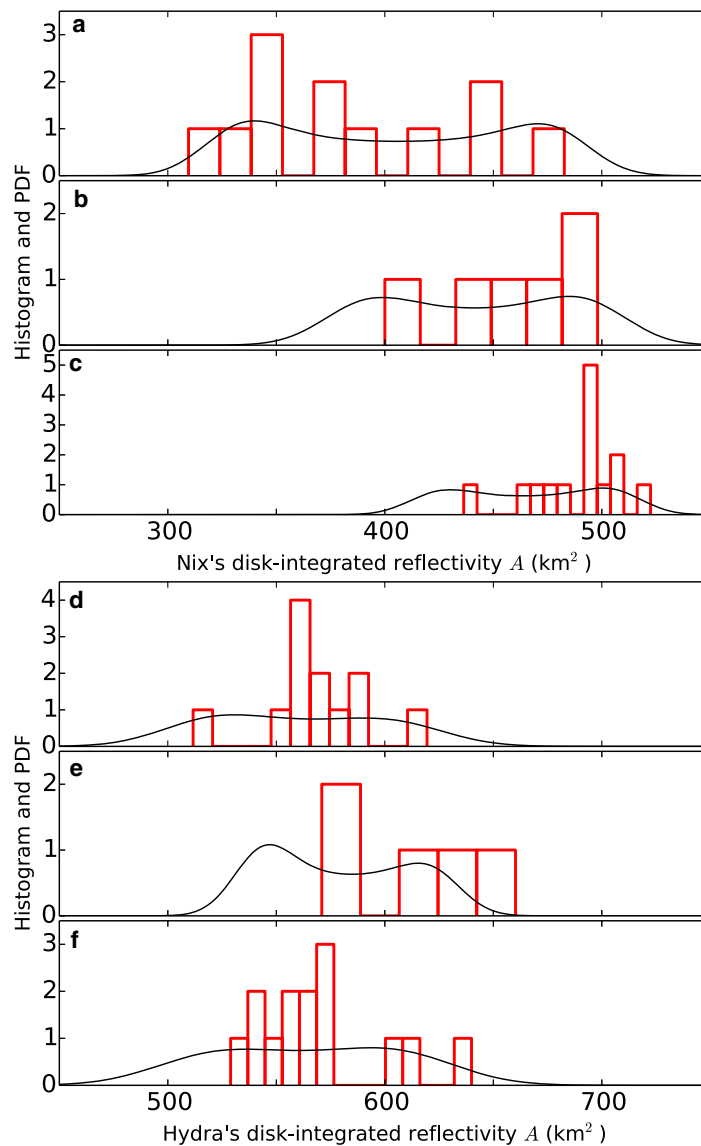 a
3
2
1
0
b
2
1
0
Histogram and PDF
c
5
4
3
2
1
0
300 400 500
Nix's disk-integrated reflectivity A (km²)
d
4
3
2
1
0
e
2
1
0
Histogram and PDF
f
3
2
1
0
500 600 700
Hydra's disk-integrated reflectivity A (km²)